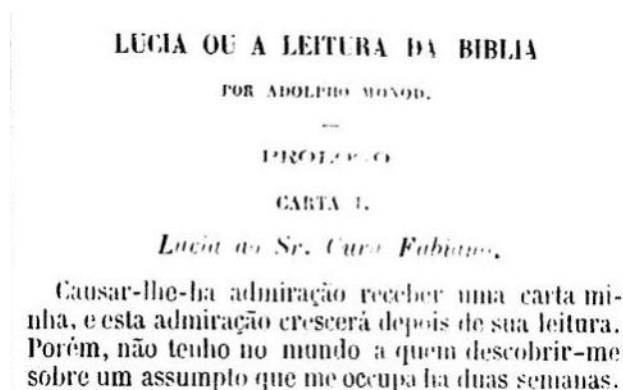 LUCIA OU A LEITURA DA BIBLIA
POR ADOLPHO MONOD.
PROLOGO
CARTA I.
Lucia ao Sr. Cura Fabiano.
Causar-lhe-ha admiração receber uma carta mi-
nha, e esta admiração crescerá depois de sua leitura.
Porém, não tenho no mundo a quem descobrir-me
sobre um assumpto que me occupa ha duas semanas.